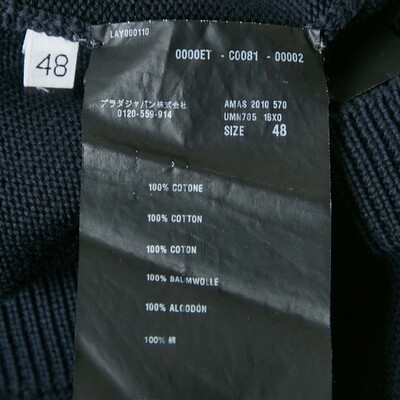 LAY000110
48
0000ET - C0081 - 00002
プラダジャパン株式会社
0120-559-914
AMAS 2010 570
UMN705 16X0
SIZE 48
100% COTONE
100% COTTON
100% COTON
100% BAUMWOLLE
100% ALGODON
100% 綿